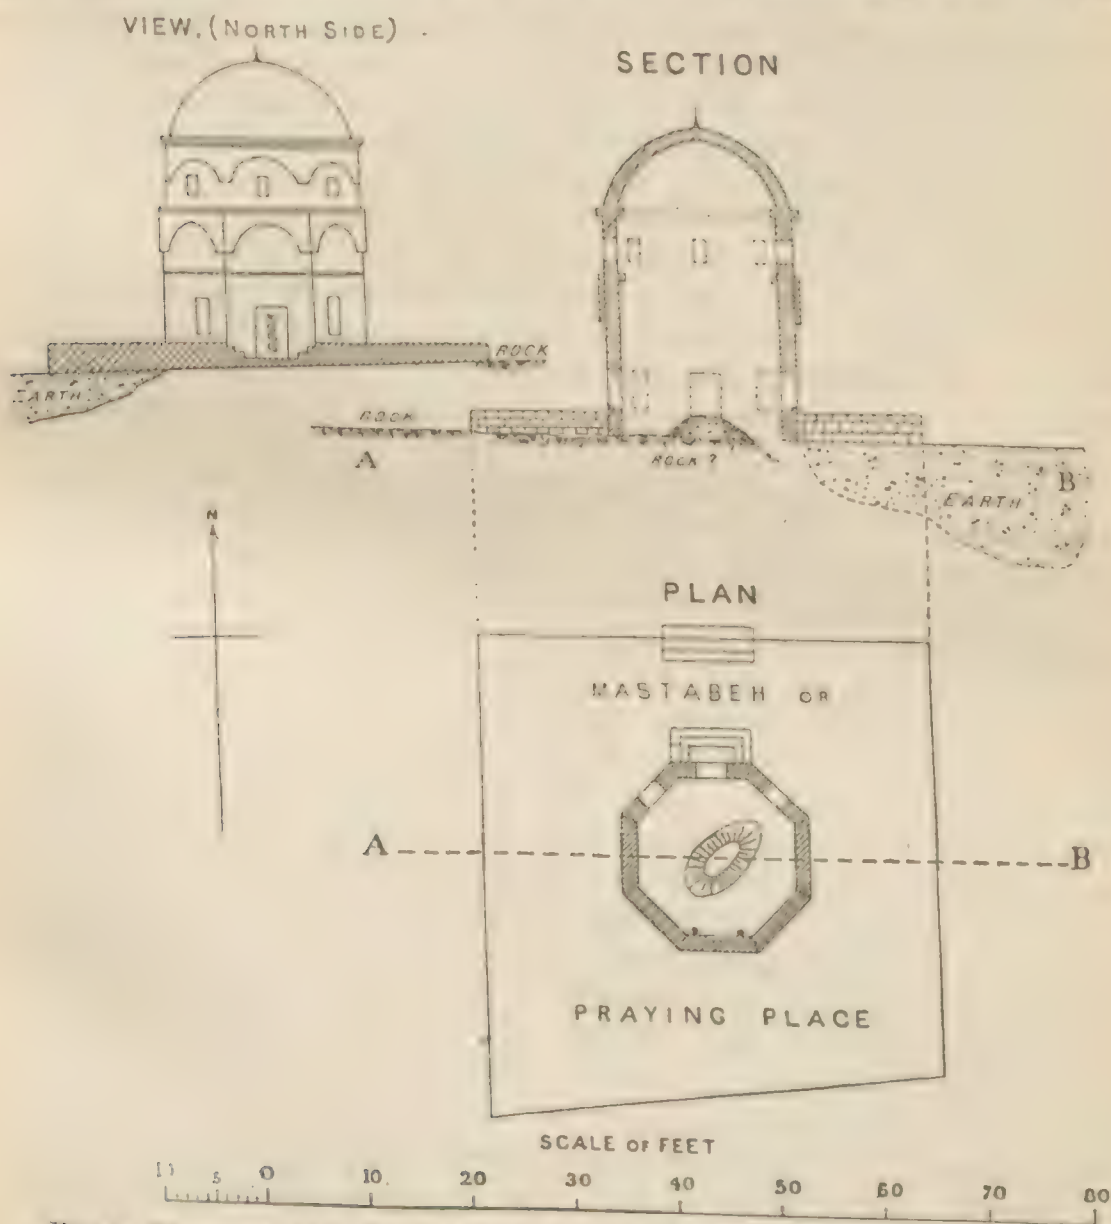 VIEW. (NORTH SIDE)
SECTION
DOOR
ROCK
EARTH
ROCK
A
ROCK ?
EARTH
B
N
PLAN
MASTABEH OR
A
B
PRAYING PLACE
SCALE OF FEET
5 0 10 20 30 40 50 60 70 80